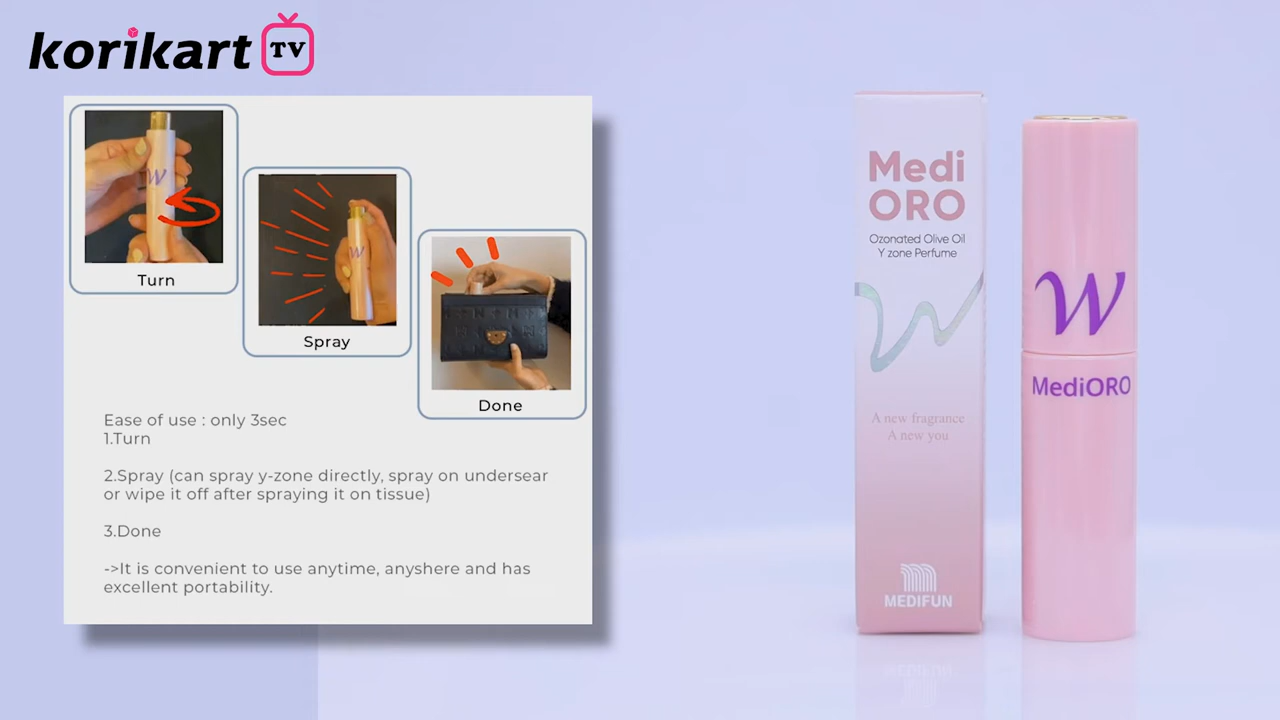 korikart TV
Turn
Spray
Done
Ease of use : only 3sec
1.Turn
2.Spray (can spray y-zone directly, spray on undersear
or wipe it off after spraying it on tissue)
3.Done
->It is convenient to use anytime, anyshere and has
excellent portability.
Medi
ORO
Ozonated Olive Oil
Y zone Perfume
W
A new fragrance
A new you
MEDIFUN
W
MediORO